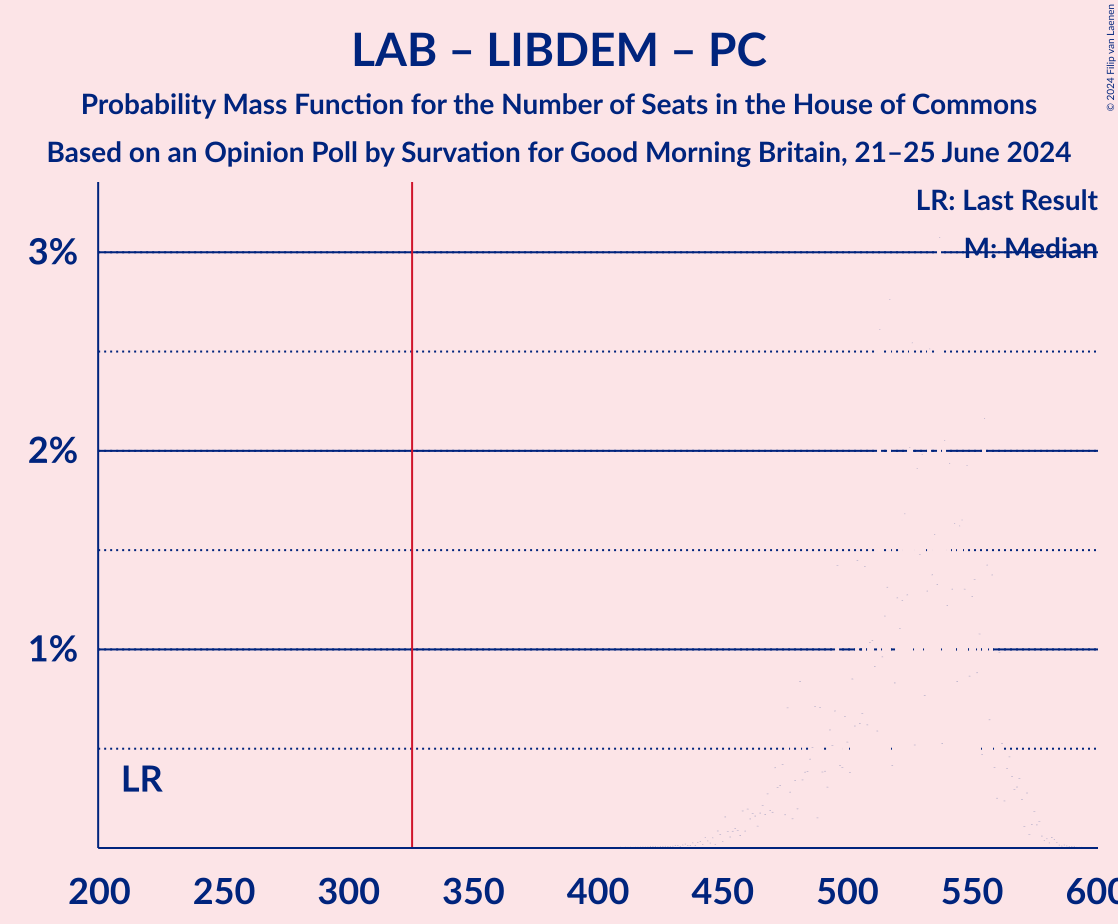 LAB – LIBDEM – PC
Probability Mass Function for the Number of Seats in the House of Commons
Based on an Opinion Poll by Survation for Good Morning Britain, 21–25 June 2024
© 2024 Filip van Laenen
LR: Last Result
M: Median
3%
2%
1%
LR
200 250 300 350 400 450 500 550 600